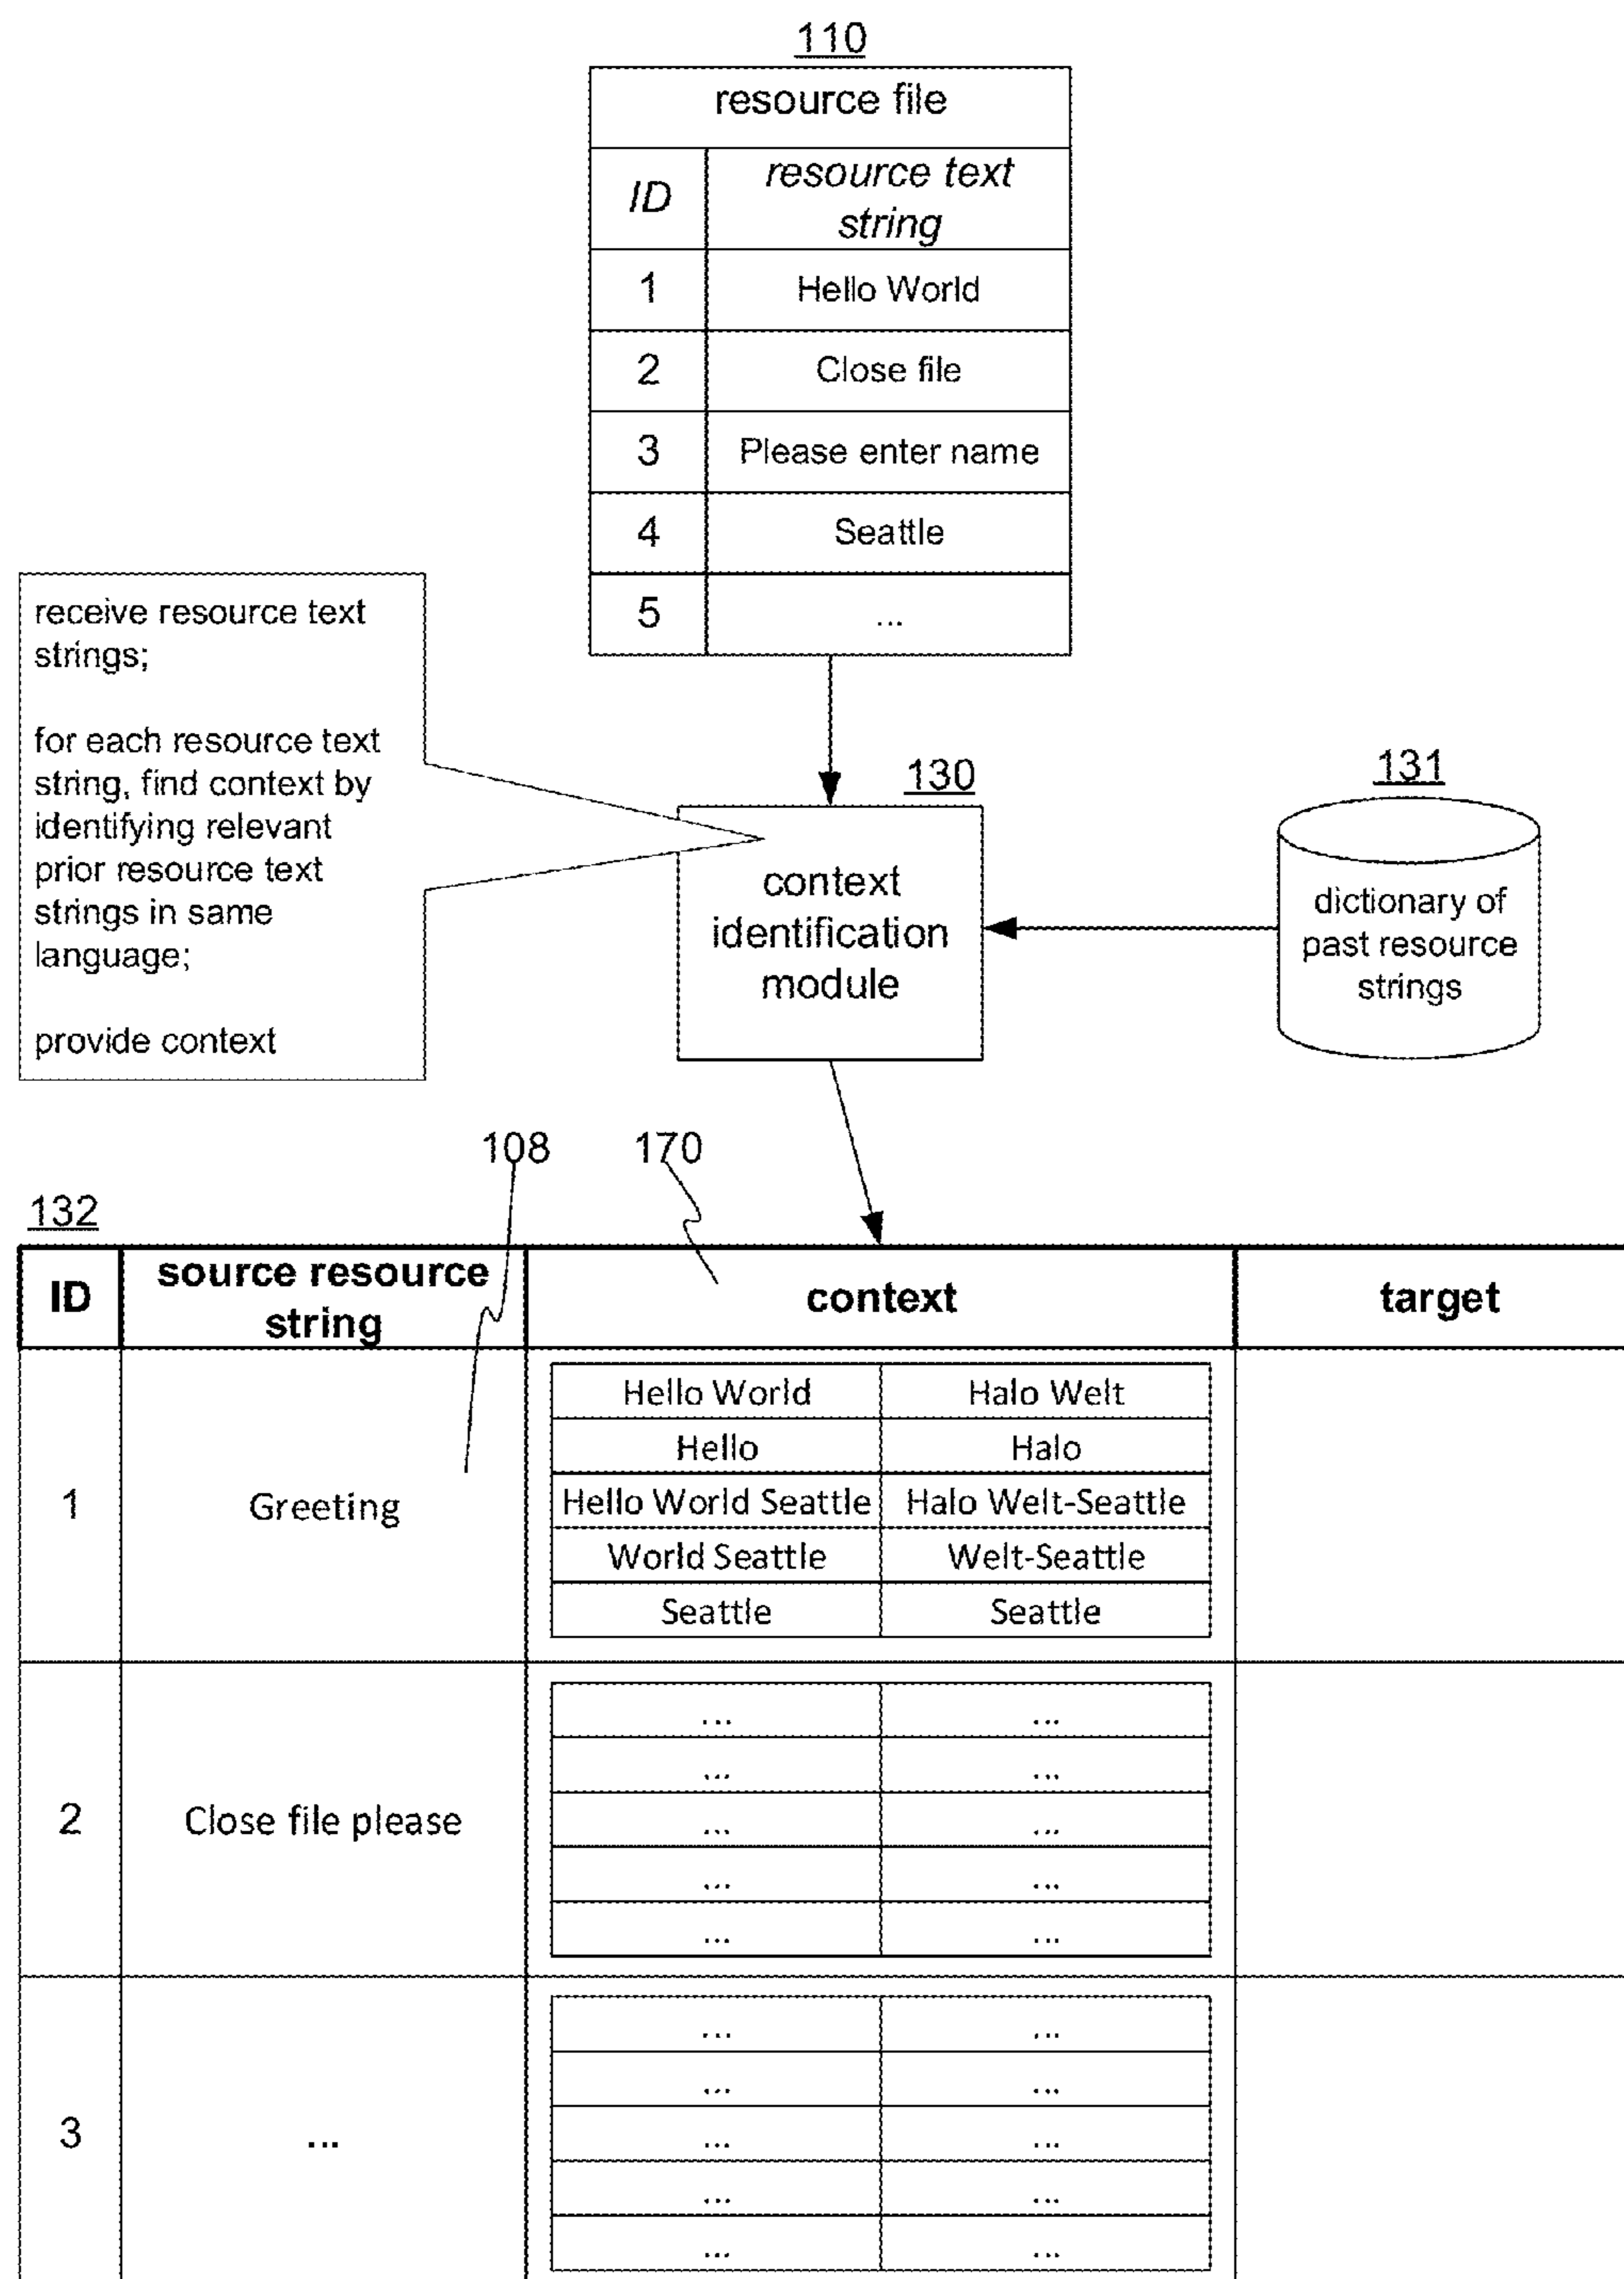 110
resource file
ID
resource text
string
1
Hello World
2
Close file
3
Please enter name
4
Seattle
5
...
receive resource text
strings;
for each resource text
string, find context by
identifying relevant
prior resource text
strings in same
language;
provide context
130
context
identification
module
131
dictionary of
past resource
strings
108
170
132
ID
source resource
string
context
target
1
Greeting
Hello World
Halo Welt
Hello
Halo
Hello World Seattle
Halo Welt-Seattle
World Seattle
Welt-Seattle
Seattle
Seattle
2
Close file please
...
...
...
...
...
...
...
...
...
...
3
...
...
...
...
...
...
...
...
...
...
...